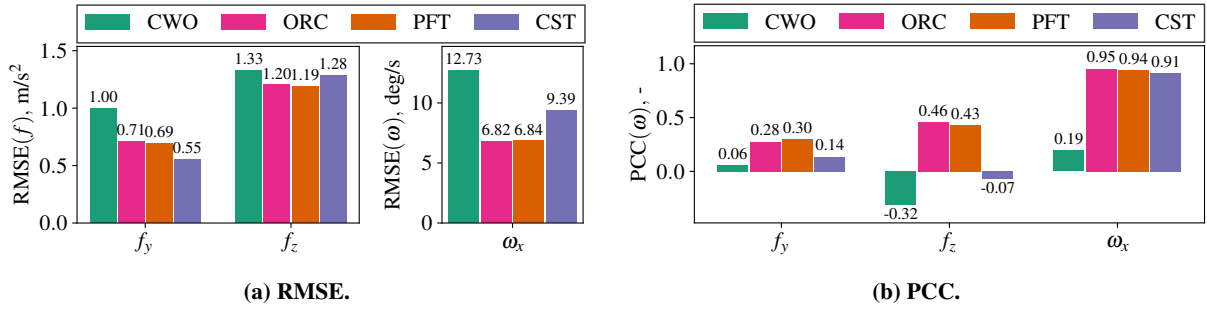 CWO ORC PFT CST
RMSE(f), m/s²
1.5
1.0
0.5
0.0
1.00
0.71
0.69
0.55
1.33
1.20
1.19
1.28
f_y
f_z
RMSE(ω), deg/s
10
5
0
12.73
6.82
6.84
9.39
ω_x
(a) RMSE.
CWO ORC PFT CST
PCC(ω), -
1.0
0.5
0.0
0.06
0.28
0.30
0.14
-0.32
0.46
0.43
-0.07
0.19
0.95
0.94
0.91
f_y
f_z
ω_x
(b) PCC.